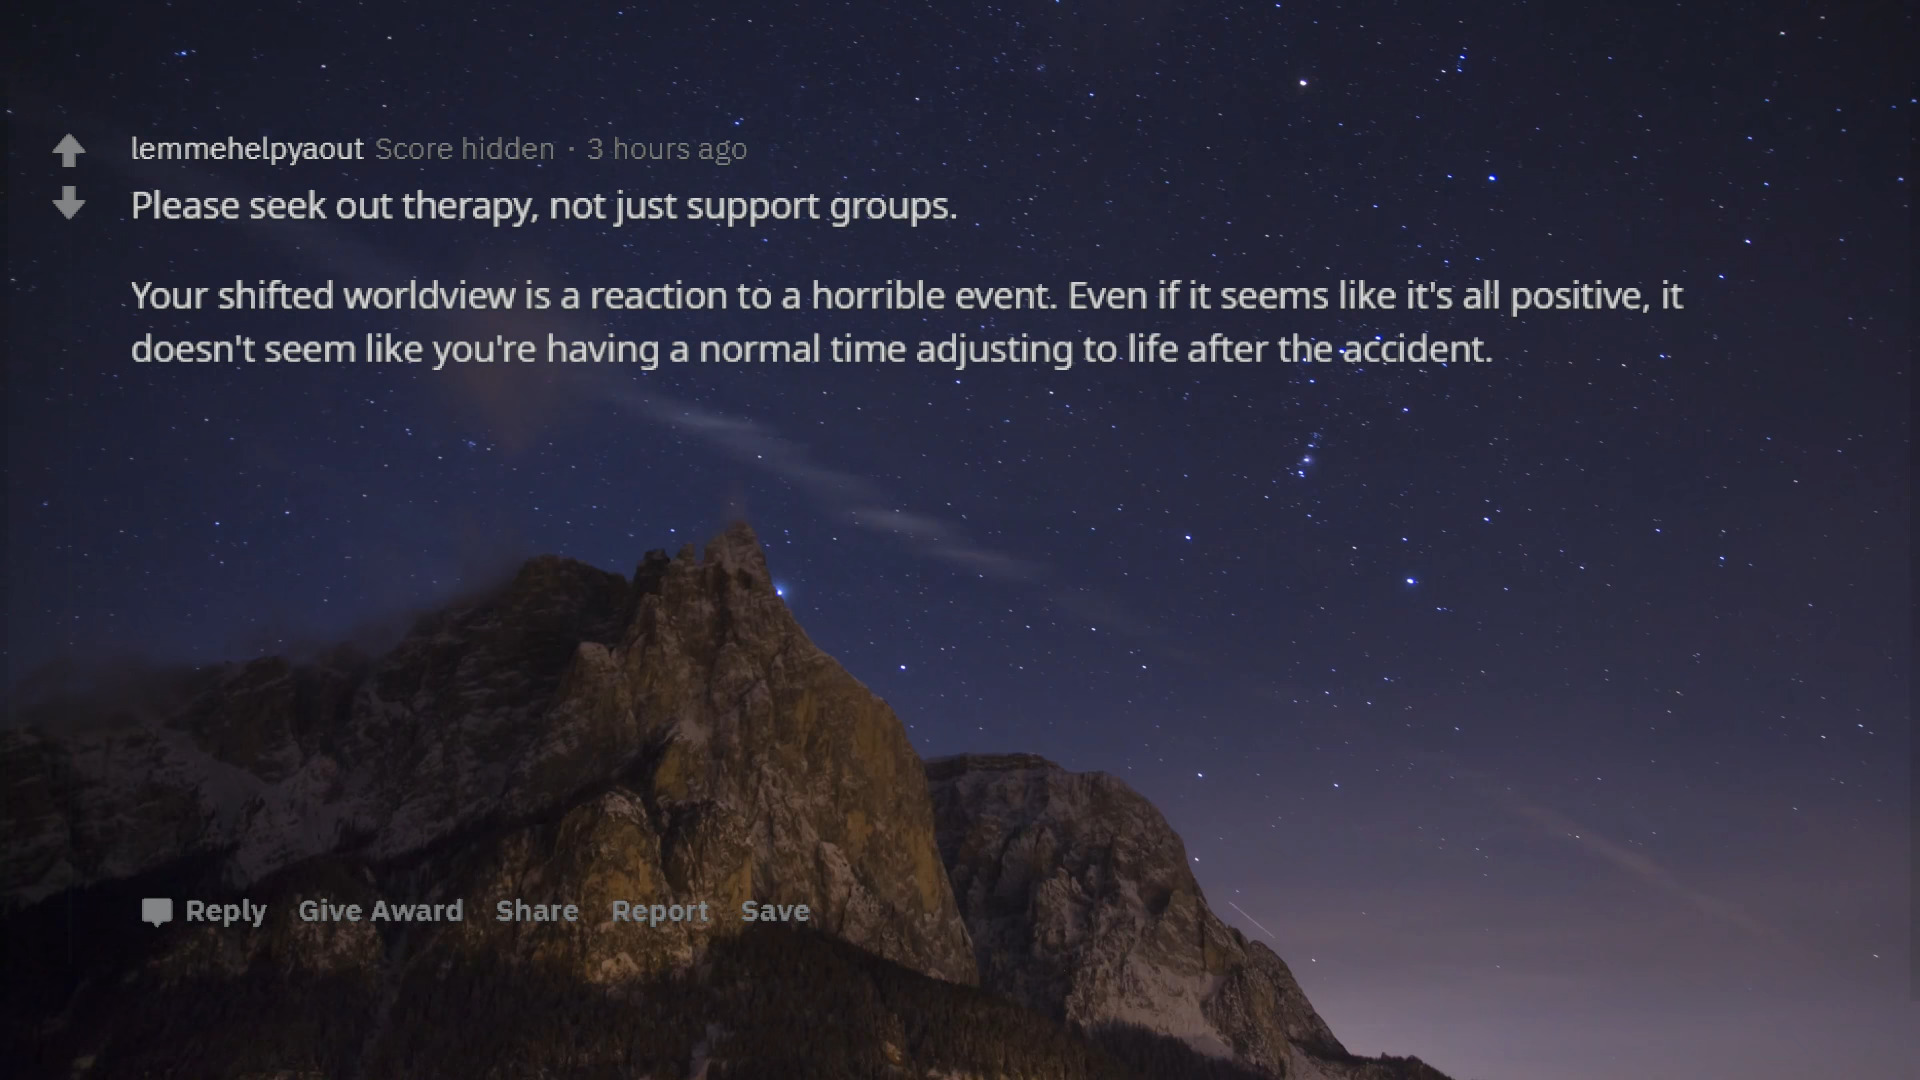 lemmehelpyaout Score hidden · 3 hours ago
Please seek out therapy, not just support groups.
Your shifted worldview is a reaction to a horrible event. Even if it seems like it's all positive, it
doesn't seem like you're having a normal time adjusting to life after the accident.
Reply Give Award Share Report Save